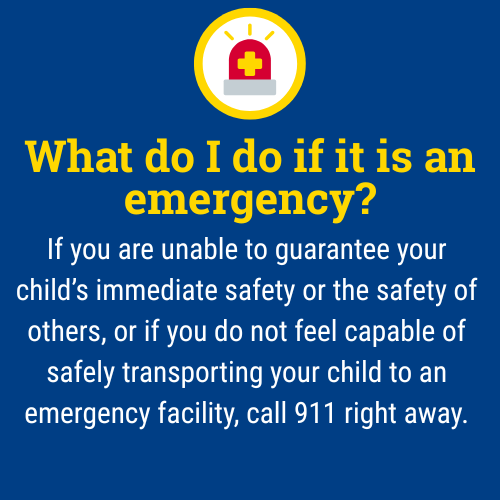 What do I do if it is an
emergency?
If you are unable to guarantee your
child’s immediate safety or the safety of
others, or if you do not feel capable of
safely transporting your child to an
emergency facility, call 911 right away.